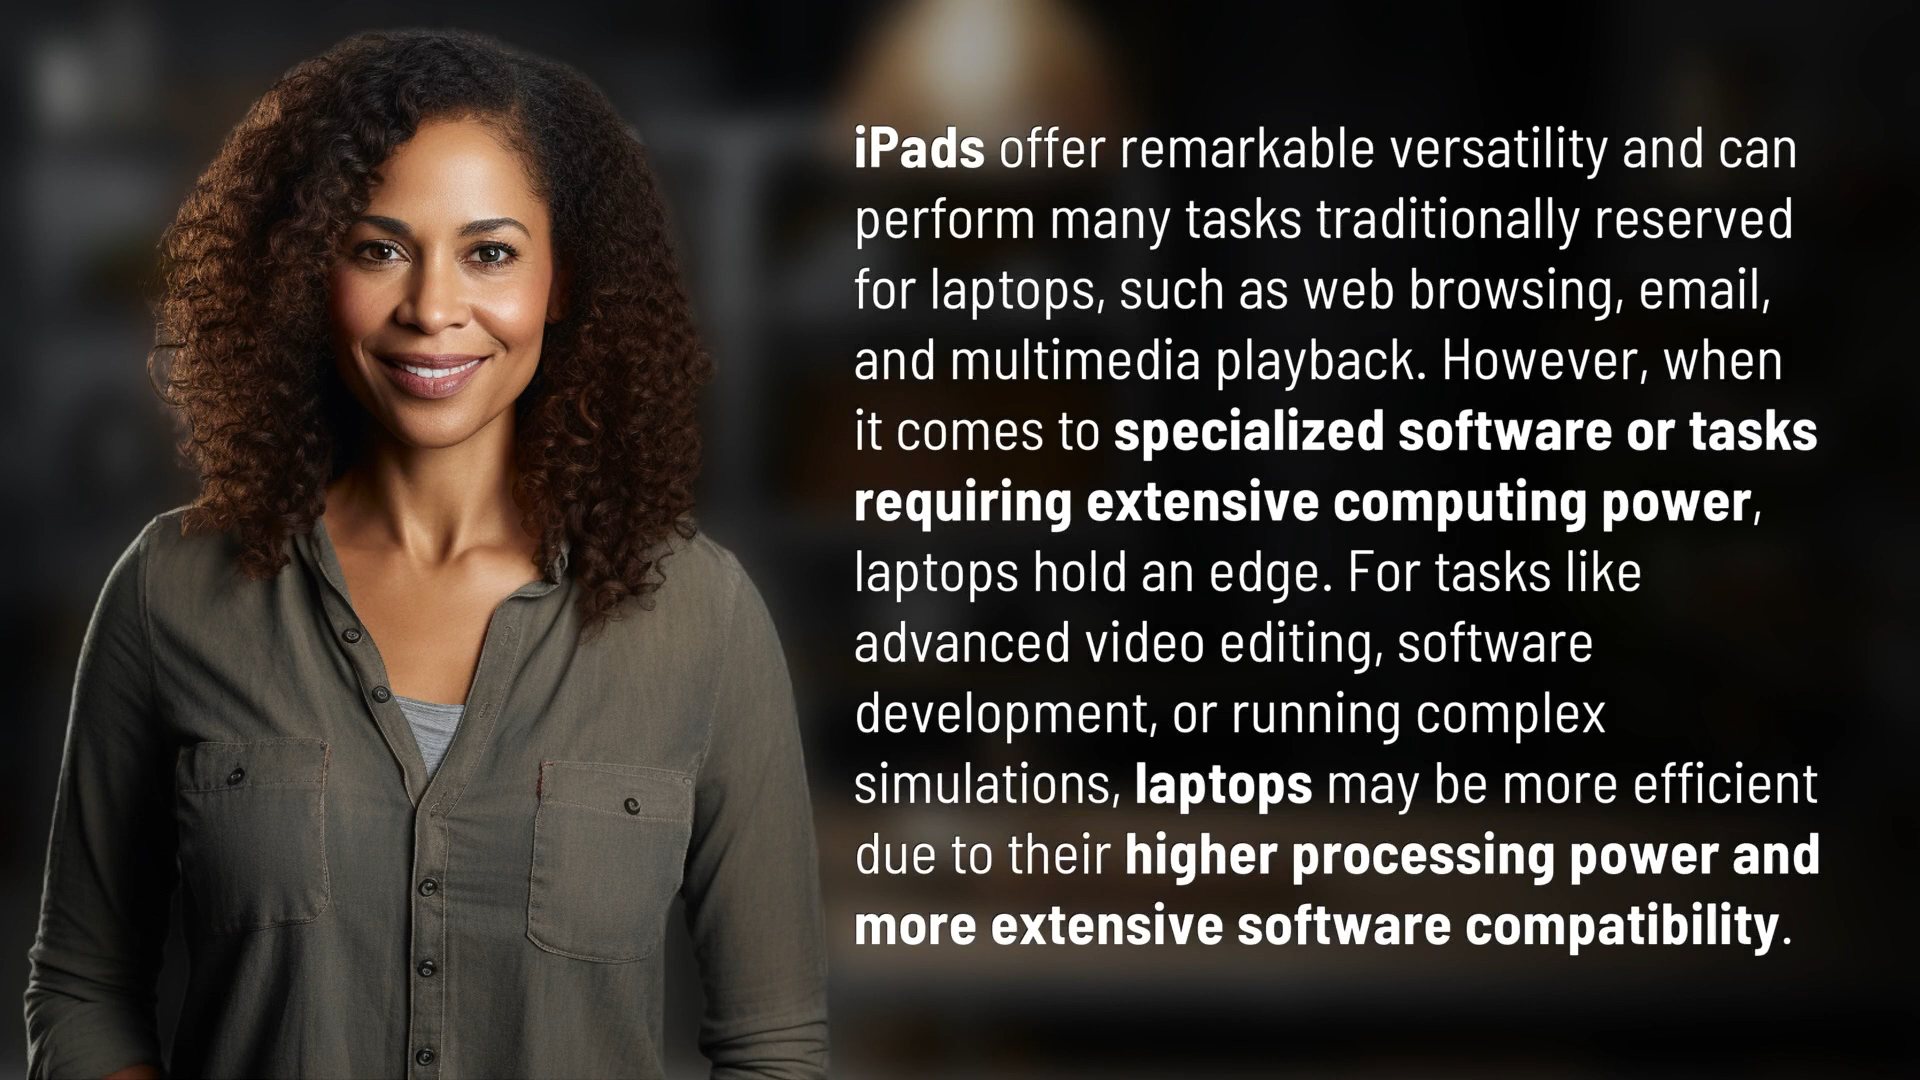 iPads offer remarkable versatility and can
perform many tasks traditionally reserved
for laptops, such as web browsing, email,
and multimedia playback. However, when
it comes to specialized software or tasks
requiring extensive computing power,
laptops hold an edge. For tasks like
advanced video editing, software
development, or running complex
simulations, laptops may be more efficient
due to their higher processing power and
more extensive software compatibility.